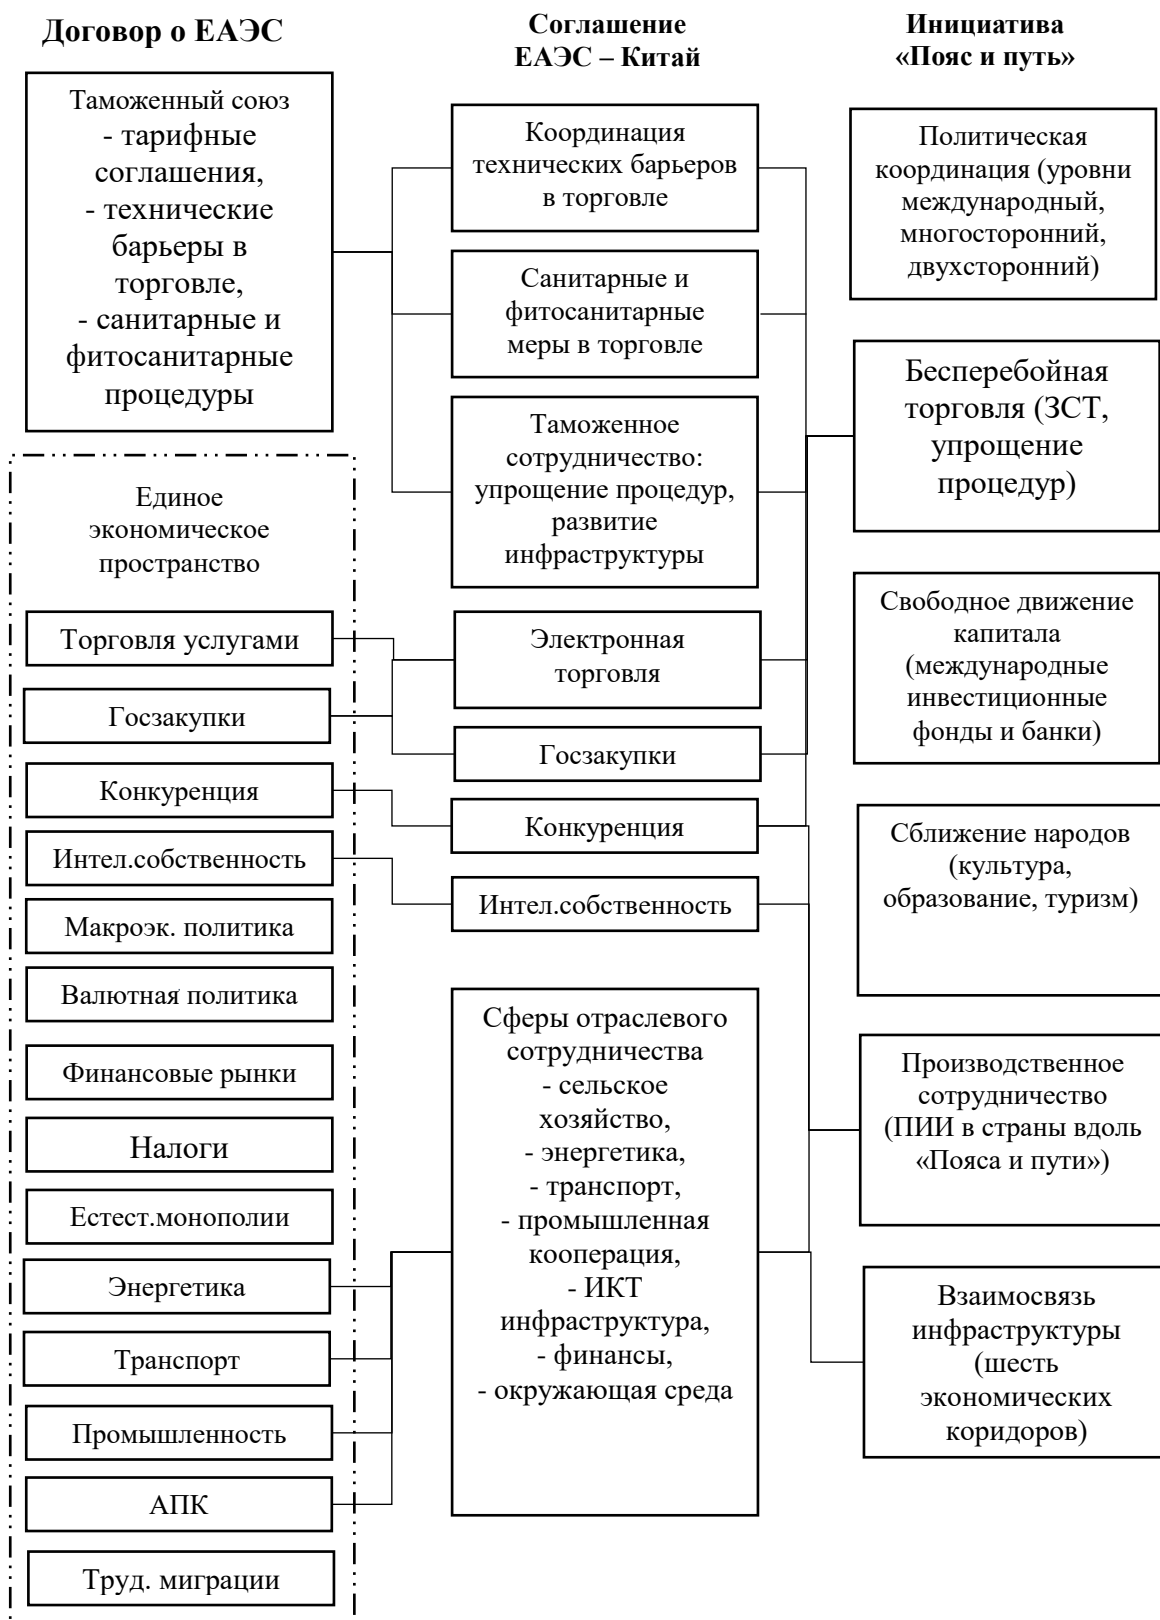 Договор о ЕАЭС
Таможенный союз
- тарифные
соглашения,
- технические
барьеры в
торговле,
- санитарные и
фитосанитарные
процедуры
Единое
экономическое
пространство
Торговля услугами
Госзакупки
Конкуренция
Интел.собственность
Макроэк. политика
Валютная политика
Финансовые рынки
Налоги
Естест.монополии
Энергетика
Транспорт
Промышленность
АПК
Труд. миграции
Соглашение
ЕАЭС – Китай
Координация
технических барьеров
в торговле
Санитарные и
фитосанитарные
меры в торговле
Таможенное
сотрудничество:
упрощение процедур,
развитие
инфраструктуры
Электронная
торговля
Госзакупки
Конкуренция
Интел.собственность
Сферы отраслевого
сотрудничества
- сельское
хозяйство,
- энергетика,
- транспорт,
- промышленная
кооперация,
- ИКТ
инфраструктура,
- финансы,
- окружающая среда
Инициатива
«Пояс и путь»
Политическая
координация (уровни
международный,
многосторонний,
двухсторонний)
Бесперебойная
торговля (ЗСТ,
упрощение
процедур)
Свободное движение
капитала
(международные
инвестиционные
фонды и банки)
Сближение народов
(культура,
образование, туризм)
Производственное
сотрудничество
(ПИИ в страны вдоль
«Пояса и пути»)
Взаимосвязь
инфраструктуры
(шесть
экономических
коридоров)